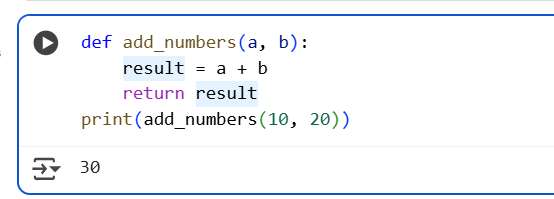 def add_numbers(a, b):
    result = a + b
    return result
print(add_numbers(10, 20))
30